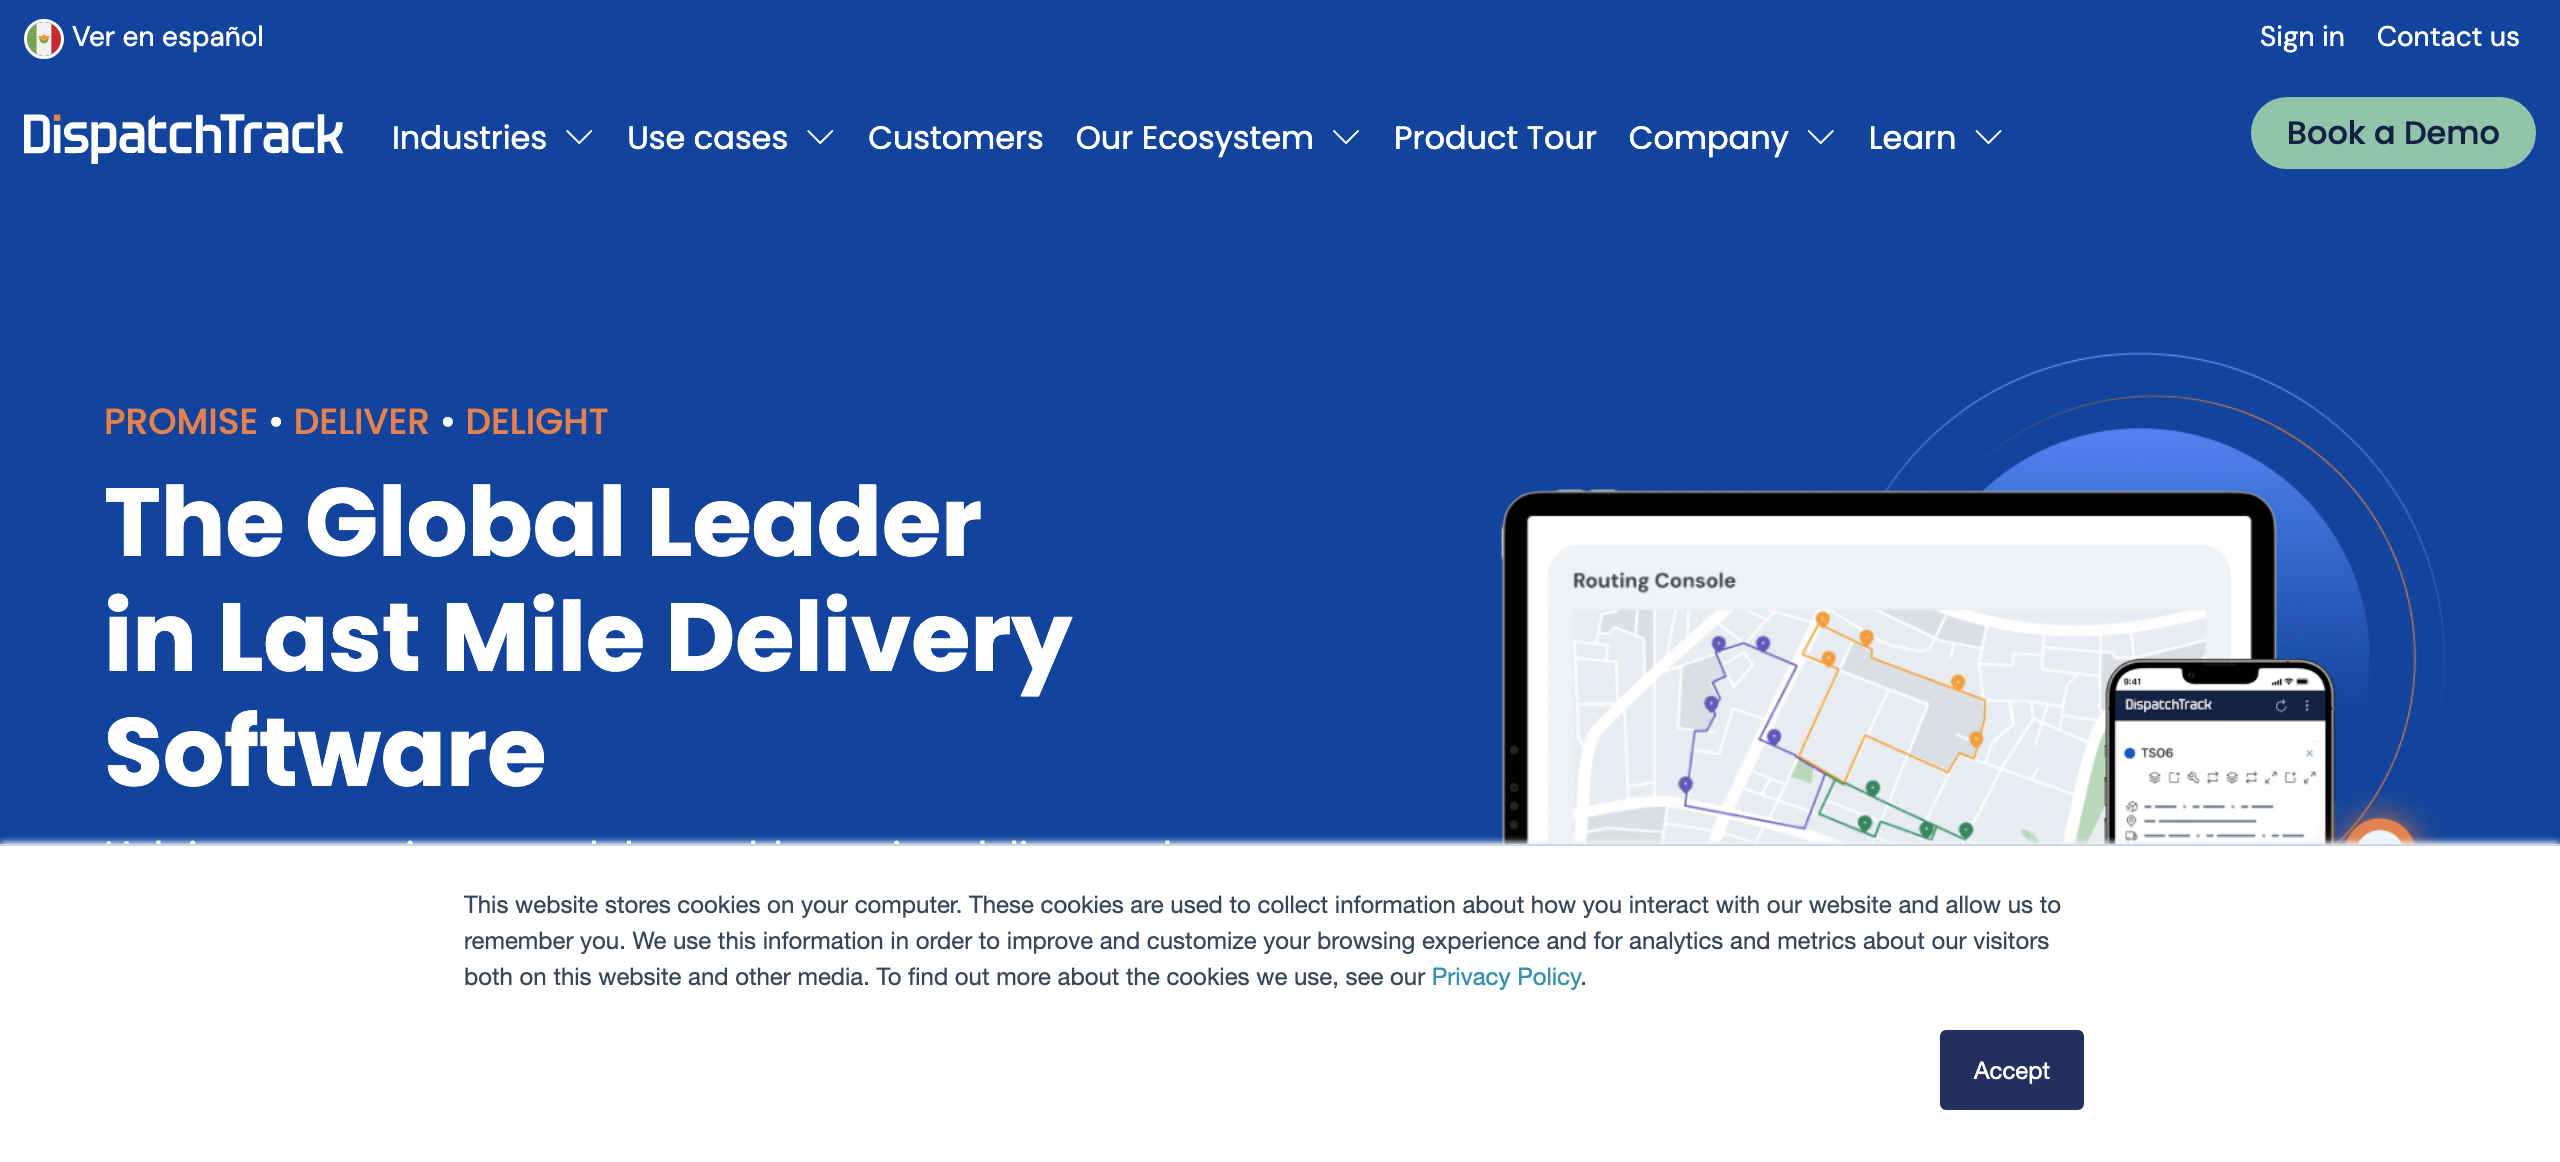 Ver en español
Sign in
Contact us
DispatchTrack
Industries
Use cases
Customers
Our Ecosystem
Product Tour
Company
Learn
Book a Demo
PROMISE • DELIVER • DELIGHT
The Global Leader
in Last Mile Delivery
Software
Routing Console
9:41
DispatchTrack
TS06
This website stores cookies on your computer. These cookies are used to collect information about how you interact with our website and allow us to
remember you. We use this information in order to improve and customize your browsing experience and for analytics and metrics about our visitors
both on this website and other media. To find out more about the cookies we use, see our Privacy Policy.
Accept